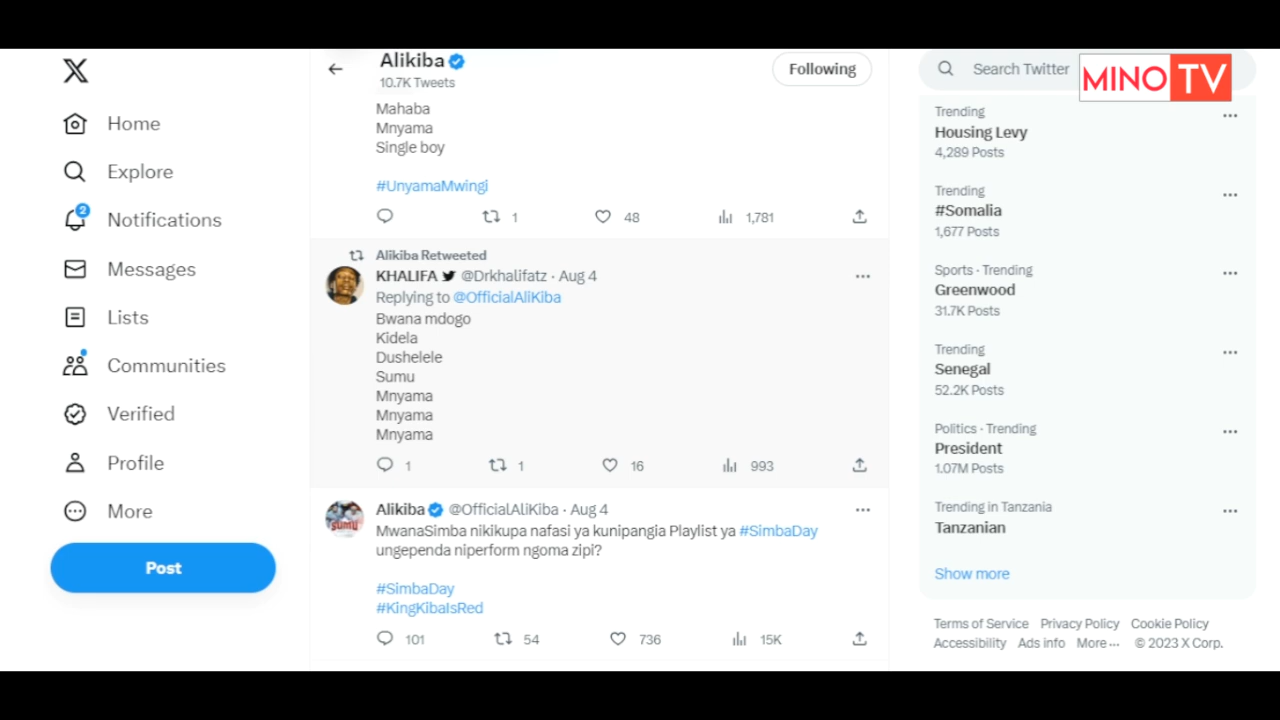 Home
Explore
Notifications
2
Messages
Lists
Communities
Verified
Profile
More
Post
Alikiba
10.7K Tweets
Following
Mahaba
Mnyama
Single boy
#UnyamaMwingi
1 48 1,781
Alikiba Retweeted
KHALIFA @Drkhalifatz · Aug 4
Replying to @OfficialAliKiba
Bwana mdogo
Kidela
Dushelele
Sumu
Mnyama
Mnyama
Mnyama
1 1 16 993
SUMU
Alikiba @OfficialAliKiba · Aug 4
MwanaSimba nikikupa nafasi ya kunipangia Playlist ya #SimbaDay
ungependa niperform ngoma zipi?
#SimbaDay
#KingKibaIsRed
101 54 736 15K
Search Twitter
MINO TV
Trending
Housing Levy
4,289 Posts
Trending
#Somalia
1,677 Posts
Sports · Trending
Greenwood
31.7K Posts
Trending
Senegal
52.2K Posts
Politics · Trending
President
1.07M Posts
Trending in Tanzania
Tanzanian
Show more
Terms of Service Privacy Policy Cookie Policy
Accessibility Ads info More ··· © 2023 X Corp.